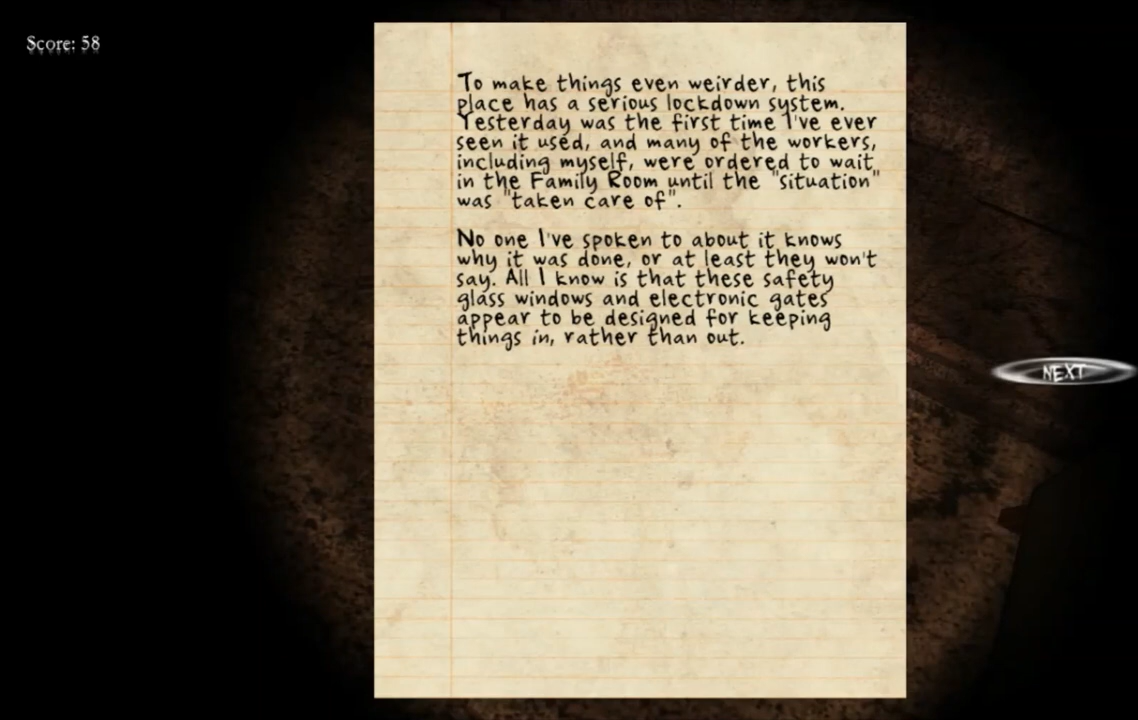 Score: 58
To make things even weirder, this
place has a serious lockdown system.
Yesterday was the first time I've ever
seen it used, and many of the workers,
including myself, were ordered to wait
in the Family Room until the "situation"
was "taken care of".
No one I've spoken to about it knows
why it was done, or at least they won't
say. All I know is that these safety
glass windows and electronic gates
appear to be designed for keeping
things in, rather than out.
NEXT